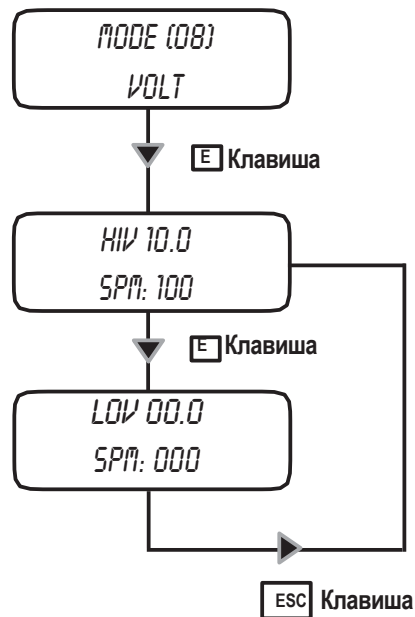 MODE (08)
VOLT
E Клавиша
HIV 10.0
SPM: 100
E Клавиша
LOV 00.0
SPM: 000
ESC Клавиша